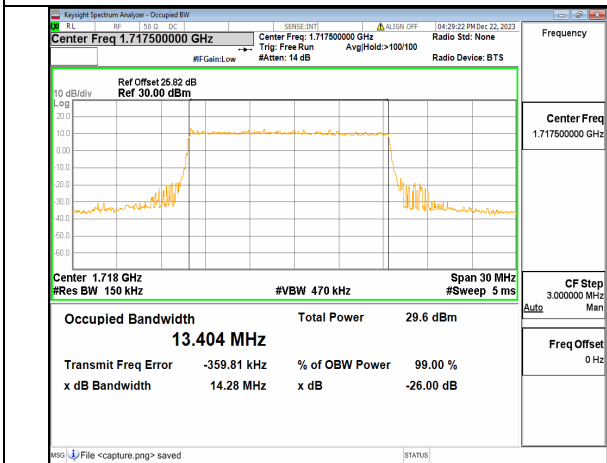 Keysight Spectrum Analyzer - Occupied BW
RL RF 50 Ω DC SENSE:INT ALIGN OFF 04:29:22 PM Dec 22, 2023
Center Freq 1.717500000 GHz
Center Freq: 1.717500000 GHz
Radio Std: None
Trig: Free Run Avg|Hold:>100/100
#IFGain:Low #Atten: 14 dB Radio Device: BTS
Frequency
Ref Offset 25.82 dB
10 dB/div Ref 30.00 dBm
Log
20.0
10.0
0.00
-10.0
-20.0
-30.0
-40.0
-50.0
-60.0
Center 1.718 GHz Span 30 MHz
#Res BW 150 kHz #VBW 470 kHz #Sweep 5 ms
Center Freq
1.717500000 GHz
CF Step
3.000000 MHz
Auto Man
Freq Offset
0 Hz
Occupied Bandwidth Total Power 29.6 dBm
13.404 MHz
Transmit Freq Error -359.81 kHz % of OBW Power 99.00 %
x dB Bandwidth 14.28 MHz x dB -26.00 dB
MSG File <capture.png> saved STATUS